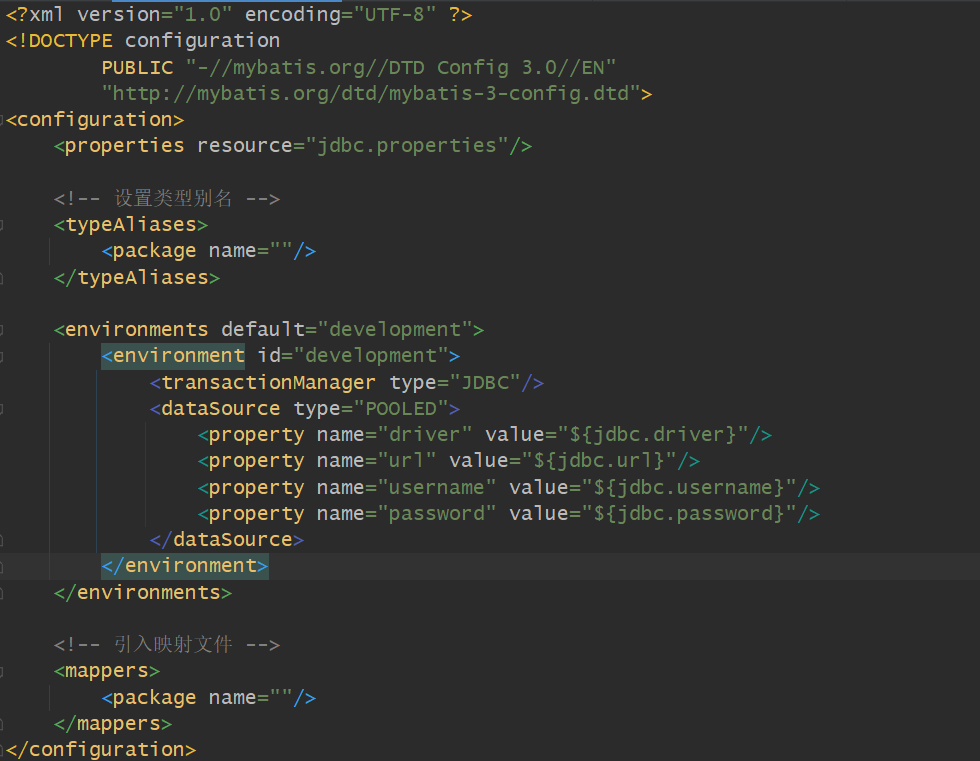 <?xml version="1.0" encoding="UTF-8" ?>
<!DOCTYPE configuration
        PUBLIC "-//mybatis.org//DTD Config 3.0//EN"
        "http://mybatis.org/dtd/mybatis-3-config.dtd">
<configuration>
    <properties resource="jdbc.properties"/>
    <!-- 设置类型别名 -->
    <typeAliases>
        <package name=""/>
    </typeAliases>
    <environments default="development">
        <environment id="development">
            <transactionManager type="JDBC"/>
            <dataSource type="POOLED">
                <property name="driver" value="${jdbc.driver}"/>
                <property name="url" value="${jdbc.url}"/>
                <property name="username" value="${jdbc.username}"/>
                <property name="password" value="${jdbc.password}"/>
            </dataSource>
        </environment>
    </environments>
    <!-- 引入映射文件 -->
    <mappers>
        <package name=""/>
    </mappers>
</configuration>